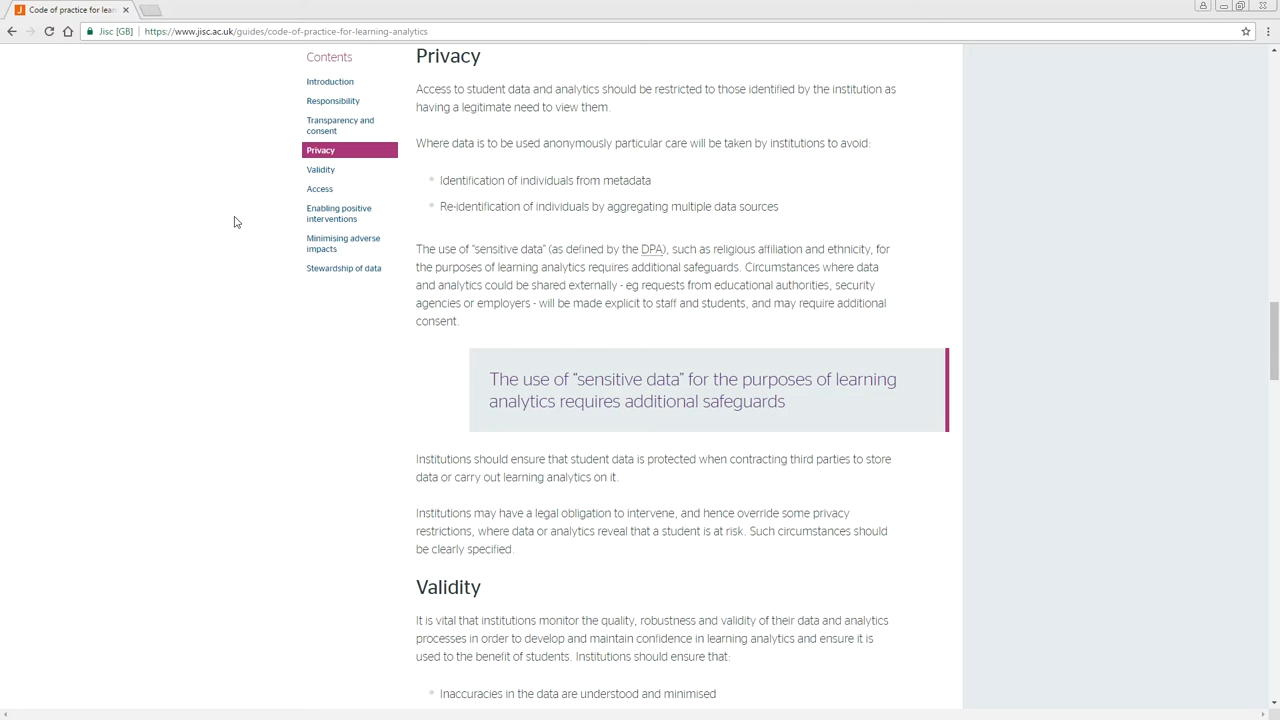 Code of practice for lear
Jisc [GB]
https://www.jisc.ac.uk/guides/code-of-practice-for-learning-analytics
Contents
Introduction
Responsibility
Transparency and
consent
Privacy
Validity
Access
Enabling positive
interventions
Minimising adverse
impacts
Stewardship of data
Privacy
Access to student data and analytics should be restricted to those identified by the institution as
having a legitimate need to view them.
Where data is to be used anonymously particular care will be taken by institutions to avoid:
Identification of individuals from metadata
Re-identification of individuals by aggregating multiple data sources
The use of "sensitive data" (as defined by the DPA), such as religious affiliation and ethnicity, for
the purposes of learning analytics requires additional safeguards. Circumstances where data
and analytics could be shared externally - eg requests from educational authorities, security
agencies or employers - will be made explicit to staff and students, and may require additional
consent.
The use of "sensitive data" for the purposes of learning
analytics requires additional safeguards
Institutions should ensure that student data is protected when contracting third parties to store
data or carry out learning analytics on it.
Institutions may have a legal obligation to intervene, and hence override some privacy
restrictions, where data or analytics reveal that a student is at risk. Such circumstances should
be clearly specified.
Validity
It is vital that institutions monitor the quality, robustness and validity of their data and analytics
processes in order to develop and maintain confidence in learning analytics and ensure it is
used to the benefit of students. Institutions should ensure that:
Inaccuracies in the data are understood and minimised